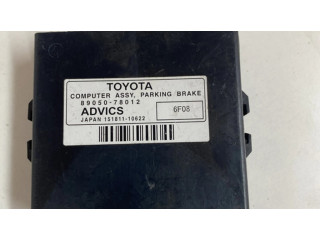 TOYOTA
COMPUTER ASSY, PARKING BRAKE
89050-78012
ADVICS 6F08
JAPAN 151811-10622